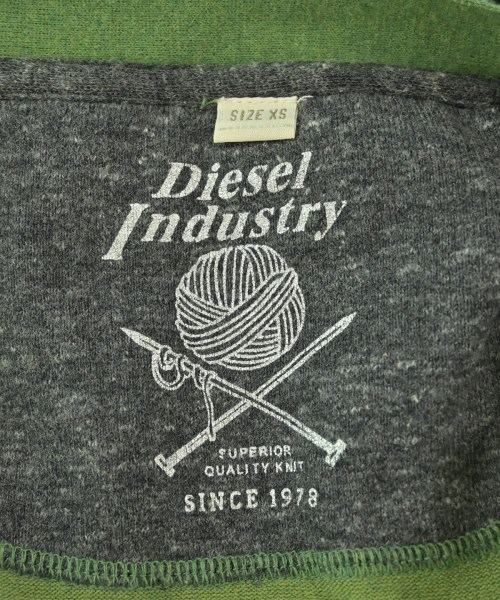 SIZE XS
Diesel
Industry
SUPERIOR
QUALITY KNIT
SINCE 1978